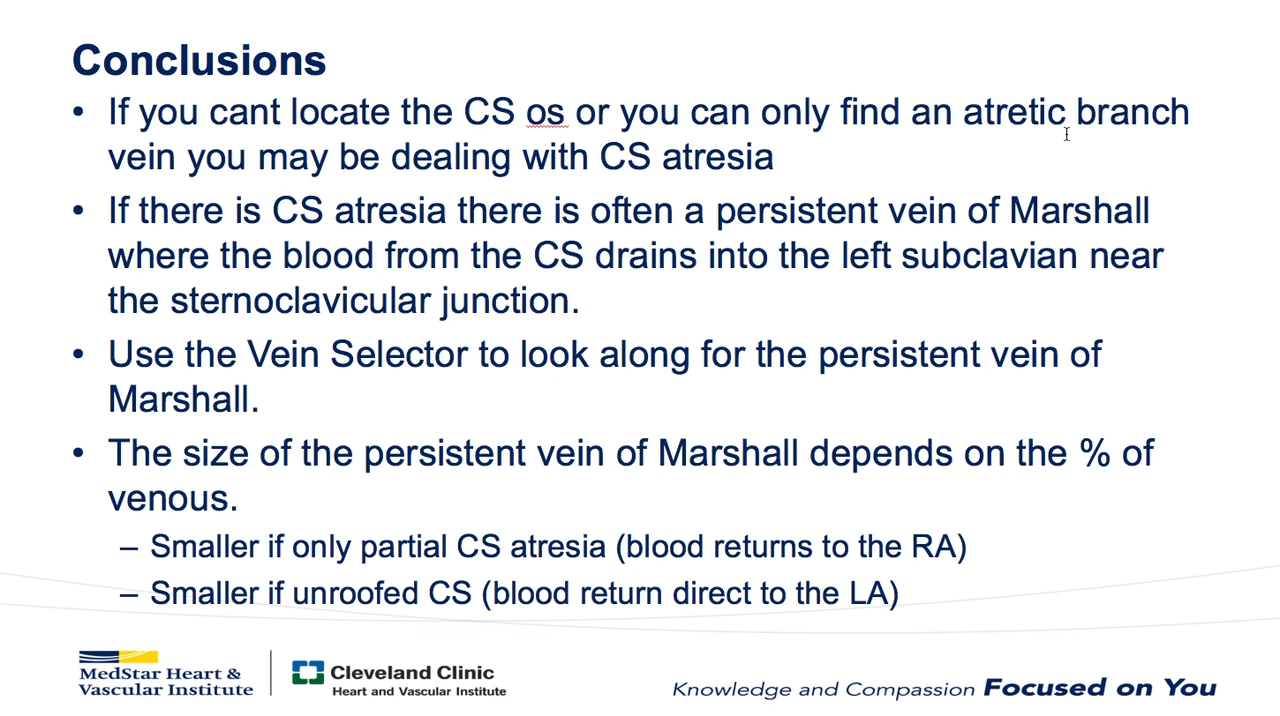 Conclusions
• If you cant locate the CS os or you can only find an atretic branch
vein you may be dealing with CS atresia
• If there is CS atresia there is often a persistent vein of Marshall
where the blood from the CS drains into the left subclavian near
the sternoclavicular junction.
• Use the Vein Selector to look along for the persistent vein of
Marshall.
• The size of the persistent vein of Marshall depends on the % of
venous.
– Smaller if only partial CS atresia (blood returns to the RA)
– Smaller if unroofed CS (blood return direct to the LA)
MedStar Heart &
Vascular Institute
Cleveland Clinic
Heart and Vascular Institute
Knowledge and Compassion Focused on You